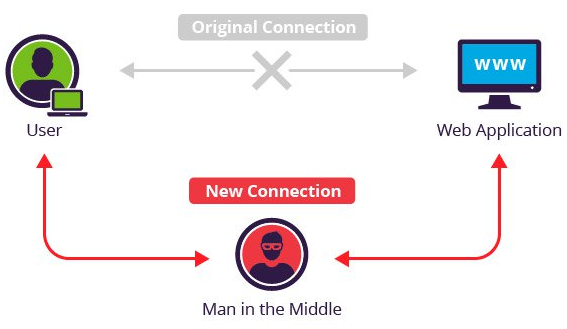 Original Connection
www
User
Web Application
New Connection
Man in the Middle